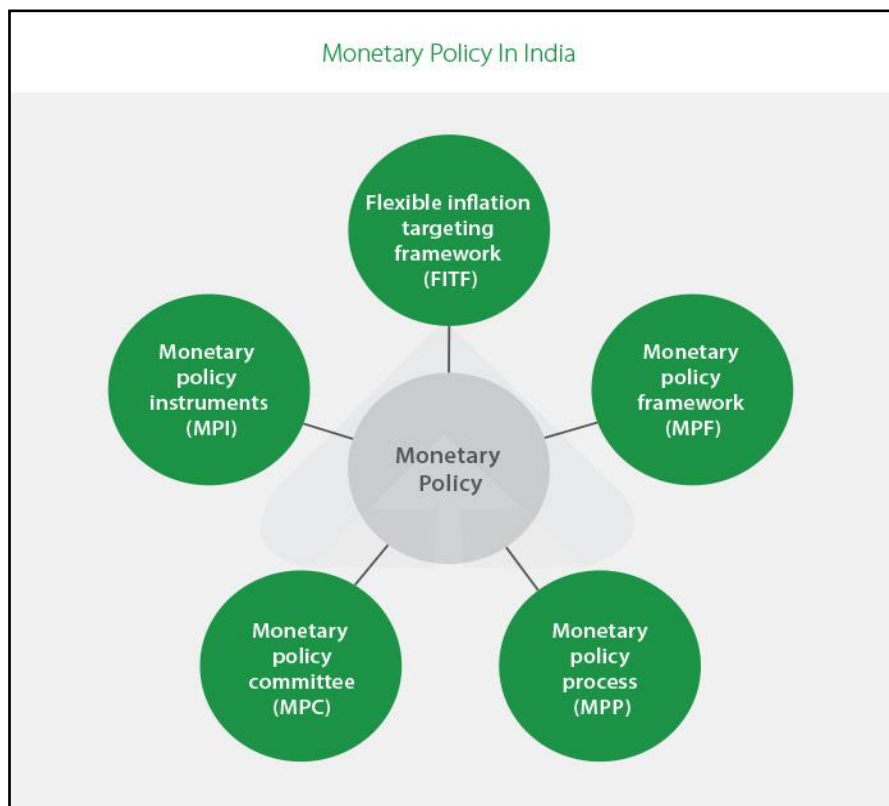 Monetary Policy In India
Flexible inflation
targeting
framework
(FITF)
Monetary
policy
instruments
(MPI)
Monetary
policy
framework
(MPF)
Monetary
Policy
Monetary
policy
committee
(MPC)
Monetary
policy
process
(MPP)